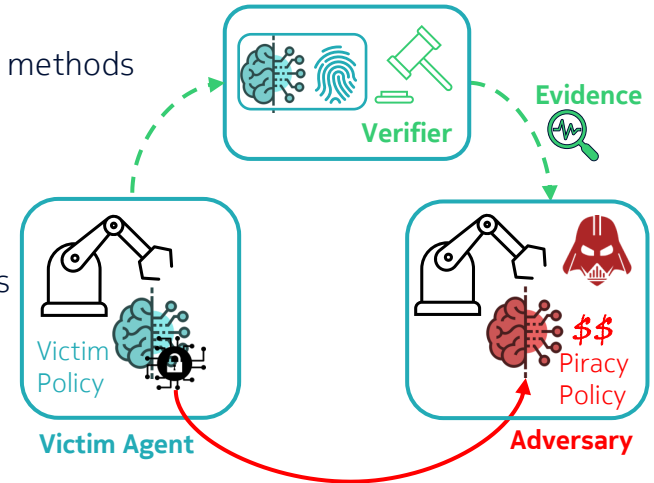 methods
Verifier
Evidence
s
Victim
Policy
$$
Piracy
Policy
Victim Agent
Adversary